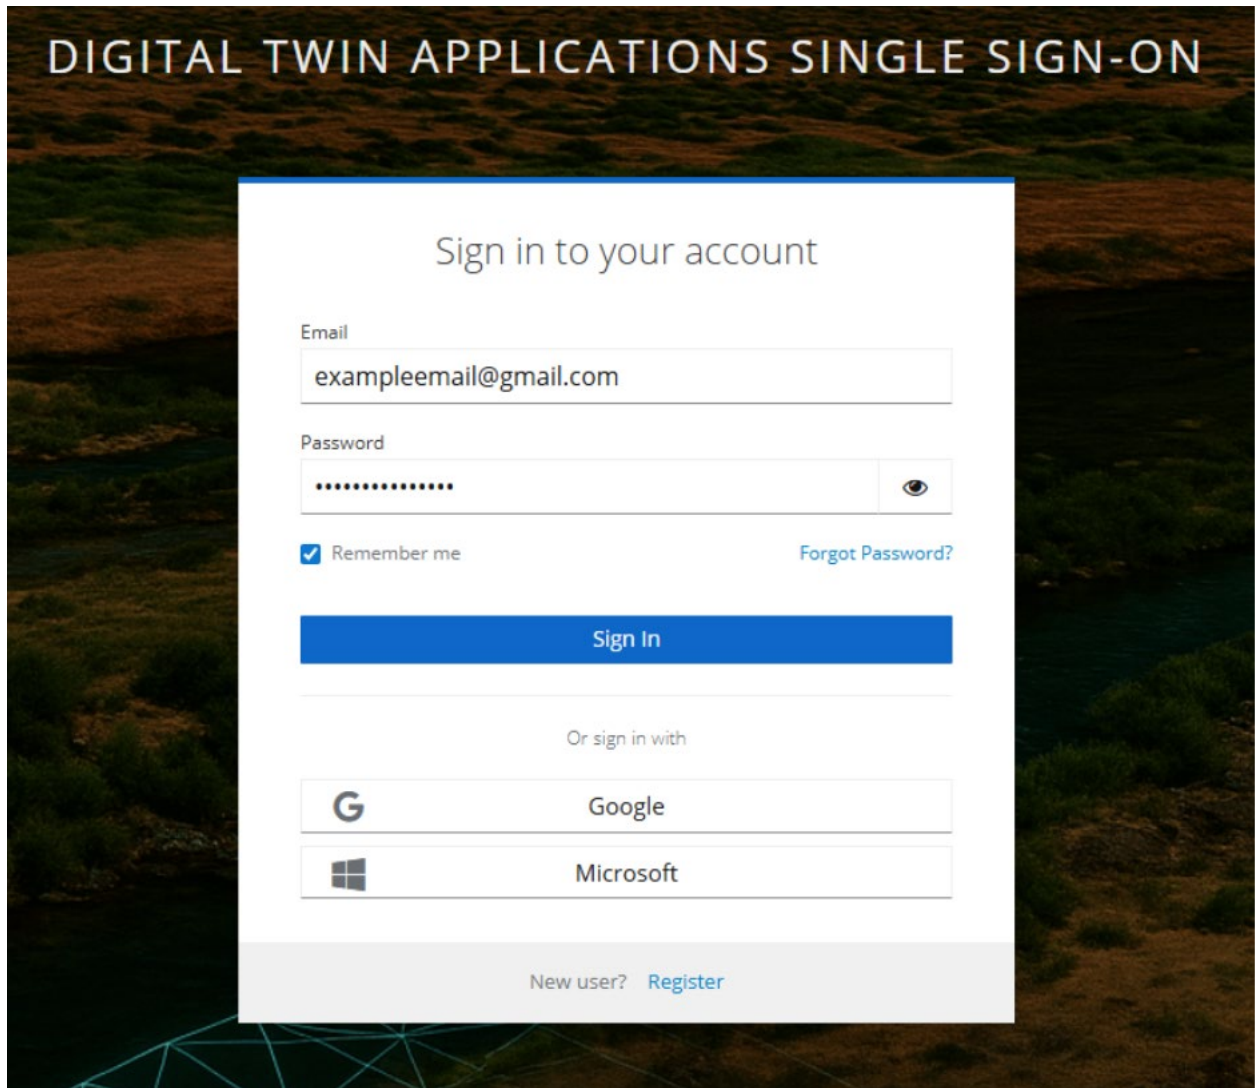 DIGITAL TWIN APPLICATIONS SINGLE SIGN-ON
Sign in to your account
Email
exampleemail@gmail.com
Password
•••••••••••••••
Remember me Forgot Password?
Sign In
Or sign in with
Google
Microsoft
New user? Register